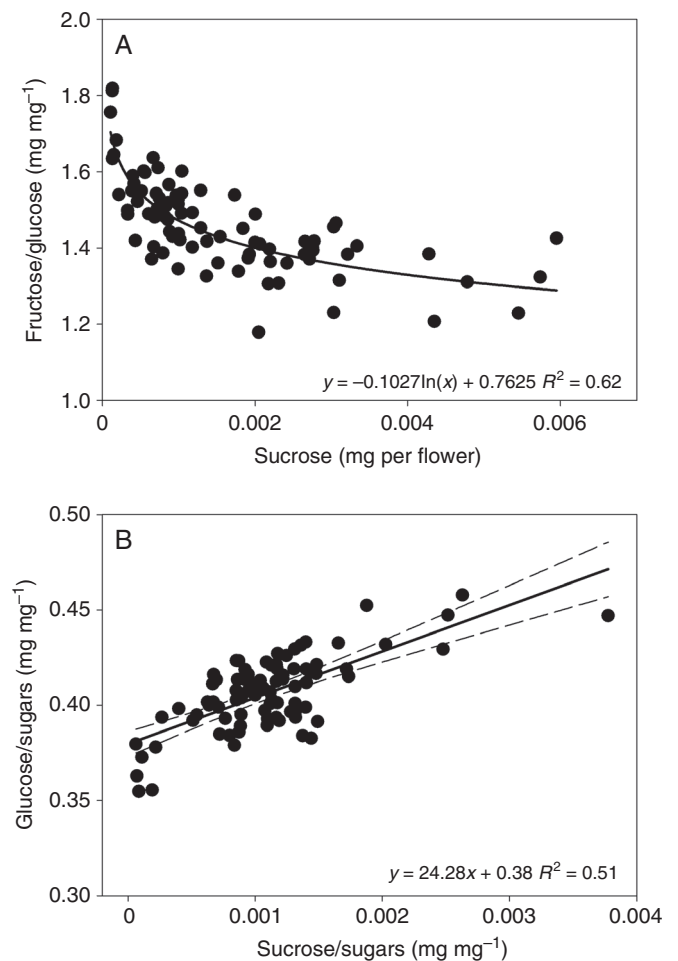 2.0
A
1.8
1.6
1.4
1.2
1.0
Fructose/glucose (mg mg⁻¹)
y = –0.1027ln(x) + 0.7625 R² = 0.62
0 0.002 0.004 0.006
Sucrose (mg per flower)
0.50
B
0.45
0.40
0.35
0.30
Glucose/sugars (mg mg⁻¹)
y = 24.28x + 0.38 R² = 0.51
0 0.001 0.002 0.003 0.004
Sucrose/sugars (mg mg⁻¹)